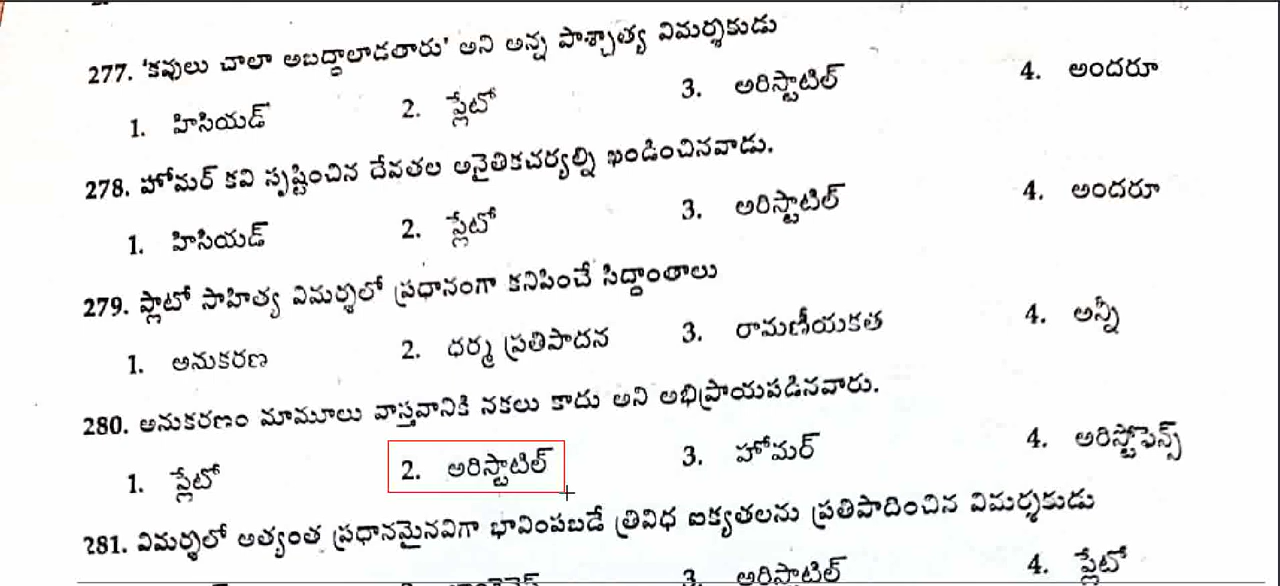 277. 'కవులు చాలా అబద్ధాలాడతారు' అని అన్న పాశ్చాత్య విమర్శకుడు
1. హిసియడ్ 2. ప్లేటో 3. అరిస్టాటిల్ 4. అందరూ
278. హోమర్ కవి సృష్టించిన దేవతల అనైతికచర్యల్ని ఖండించినవాడు.
1. హిసియడ్ 2. ప్లేటో 3. అరిస్టాటిల్ 4. అందరూ
279. ప్లాటో సాహిత్య విమర్శలో ప్రధానంగా కనిపించే సిద్ధాంతాలు
1. అనుకరణ 2. ధర్మ ప్రతిపాదన 3. రామణీయకత 4. అన్నీ
280. అనుకరణం మామూలు వాస్తవానికి నకలు కాదు అని అభిప్రాయపడినవారు.
1. ప్లేటో 2. అరిస్టాటిల్ 3. హోమర్ 4. అరిస్టోఫెన్స్
281. విమర్శలో అత్యంత ప్రధానమైనవిగా భావింపబడే త్రివిధ ఐక్యతలను ప్రతిపాదించిన విమర్శకుడు
3. అరిస్టాటిల్ 4. ప్లేటో